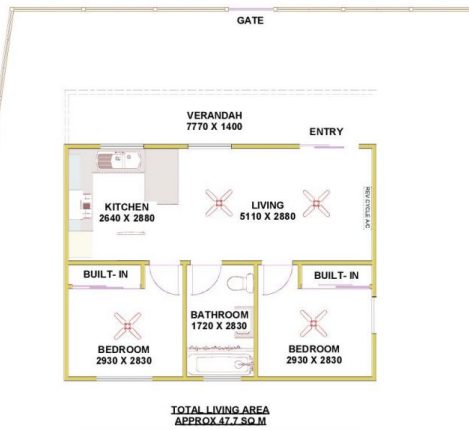 GATE
VERANDAH
7770 X 1400
ENTRY
KITCHEN
2640 X 2880
LIVING
5110 X 2880
REV.CYCLE A/C
BUILT- IN
BUILT- IN
BATHROOM
1720 X 2830
BEDROOM
2930 X 2830
BEDROOM
2930 X 2830
TOTAL LIVING AREA
APPROX 47.7 SQ M